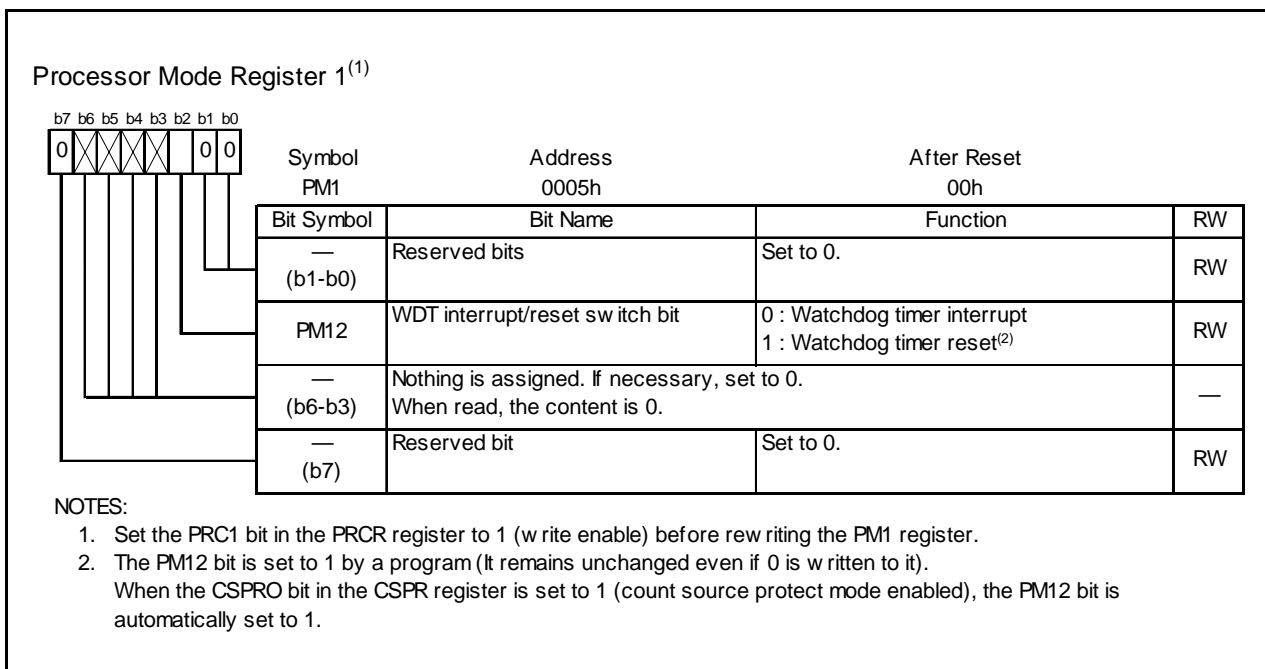 Processor Mode Register 1(1)
b7 b6 b5 b4 b3 b2 b1 b0
0 0 0
Symbol Address After Reset
PM1 0005h 00h
Bit Symbol Bit Name Function RW
— Reserved bits Set to 0. RW
(b1-b0)
PM12 WDT interrupt/reset switch bit 0 : Watchdog timer interrupt RW
1 : Watchdog timer reset(2)
— Nothing is assigned. If necessary, set to 0. —
(b6-b3) When read, the content is 0.
— Reserved bit Set to 0. RW
(b7)
NOTES:
1. Set the PRC1 bit in the PRCR register to 1 (write enable) before rewriting the PM1 register.
2. The PM12 bit is set to 1 by a program (It remains unchanged even if 0 is written to it).
When the CSPRO bit in the CSPR register is set to 1 (count source protect mode enabled), the PM12 bit is
automatically set to 1.